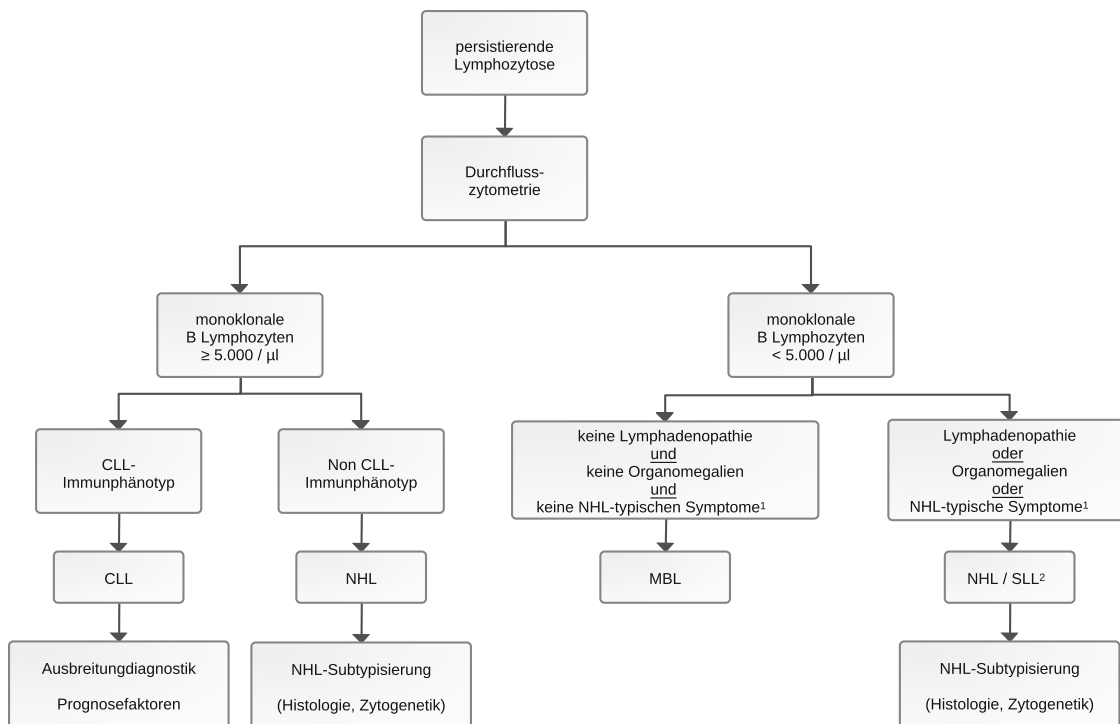 persistierende
Lymphozytose
Durchfluss-
zytometrie
monoklonale
B Lymphozyten
≥ 5.000 / µl
monoklonale
B Lymphozyten
< 5.000 / µl
CLL-
Immunphänotyp
Non CLL-
Immunphänotyp
keine Lymphadenopathie
und
keine Organomegalien
und
keine NHL-typischen Symptome¹
Lymphadenopathie
oder
Organomegalien
oder
NHL-typische Symptome¹
CLL
NHL
MBL
NHL / SLL²
Ausbreitungdiagnostik
Prognosefaktoren
NHL-Subtypisierung
(Histologie, Zytogenetik)
NHL-Subtypisierung
(Histologie, Zytogenetik)